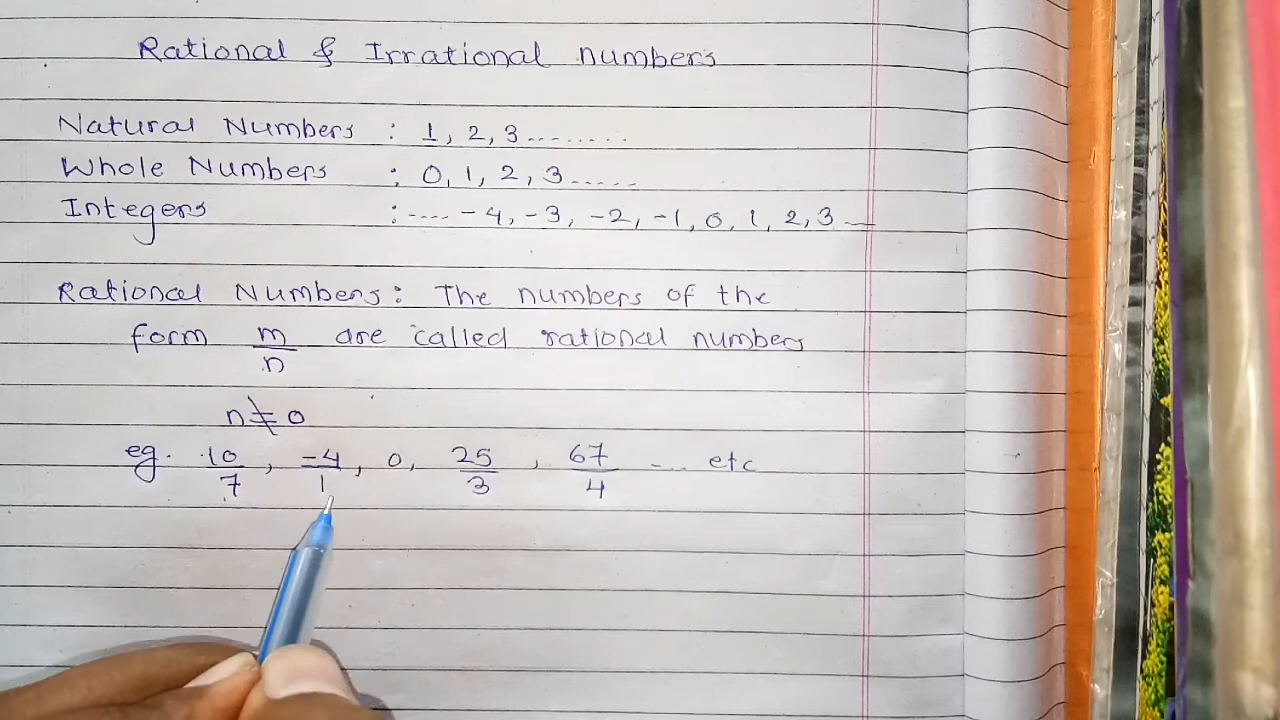 Rational & Irrational numbers
Natural Numbers : 1, 2, 3........
Whole Numbers : 0, 1, 2, 3.....
Integers :.... -4, -3, -2, -1, 0, 1, 2, 3 ...
Rational Numbers: The numbers of the
form m/n are called rational numbers
n≠0
eg. 10/7, -4/1, 0, 25/3, 67/4 .... etc